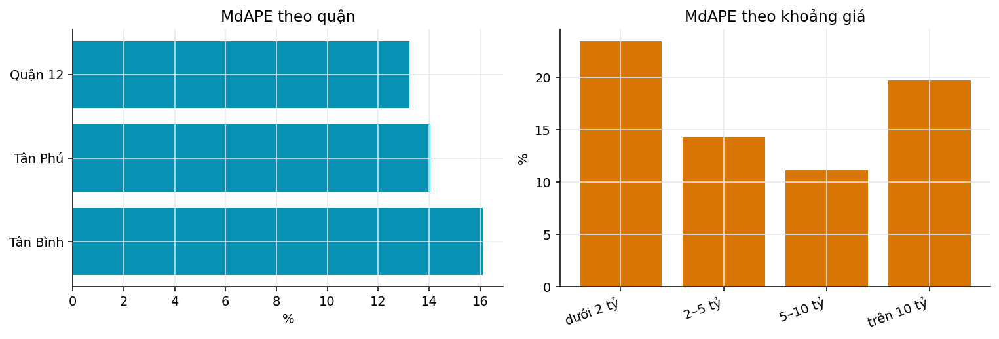 MdAPE theo quận
Quận 12
Tân Phú
Tân Bình
0 2 4 6 8 10 12 14 16
%
MdAPE theo khoảng giá
%
20
15
10
5
0
dưới 2 tỷ
2–5 tỷ
5–10 tỷ
trên 10 tỷ